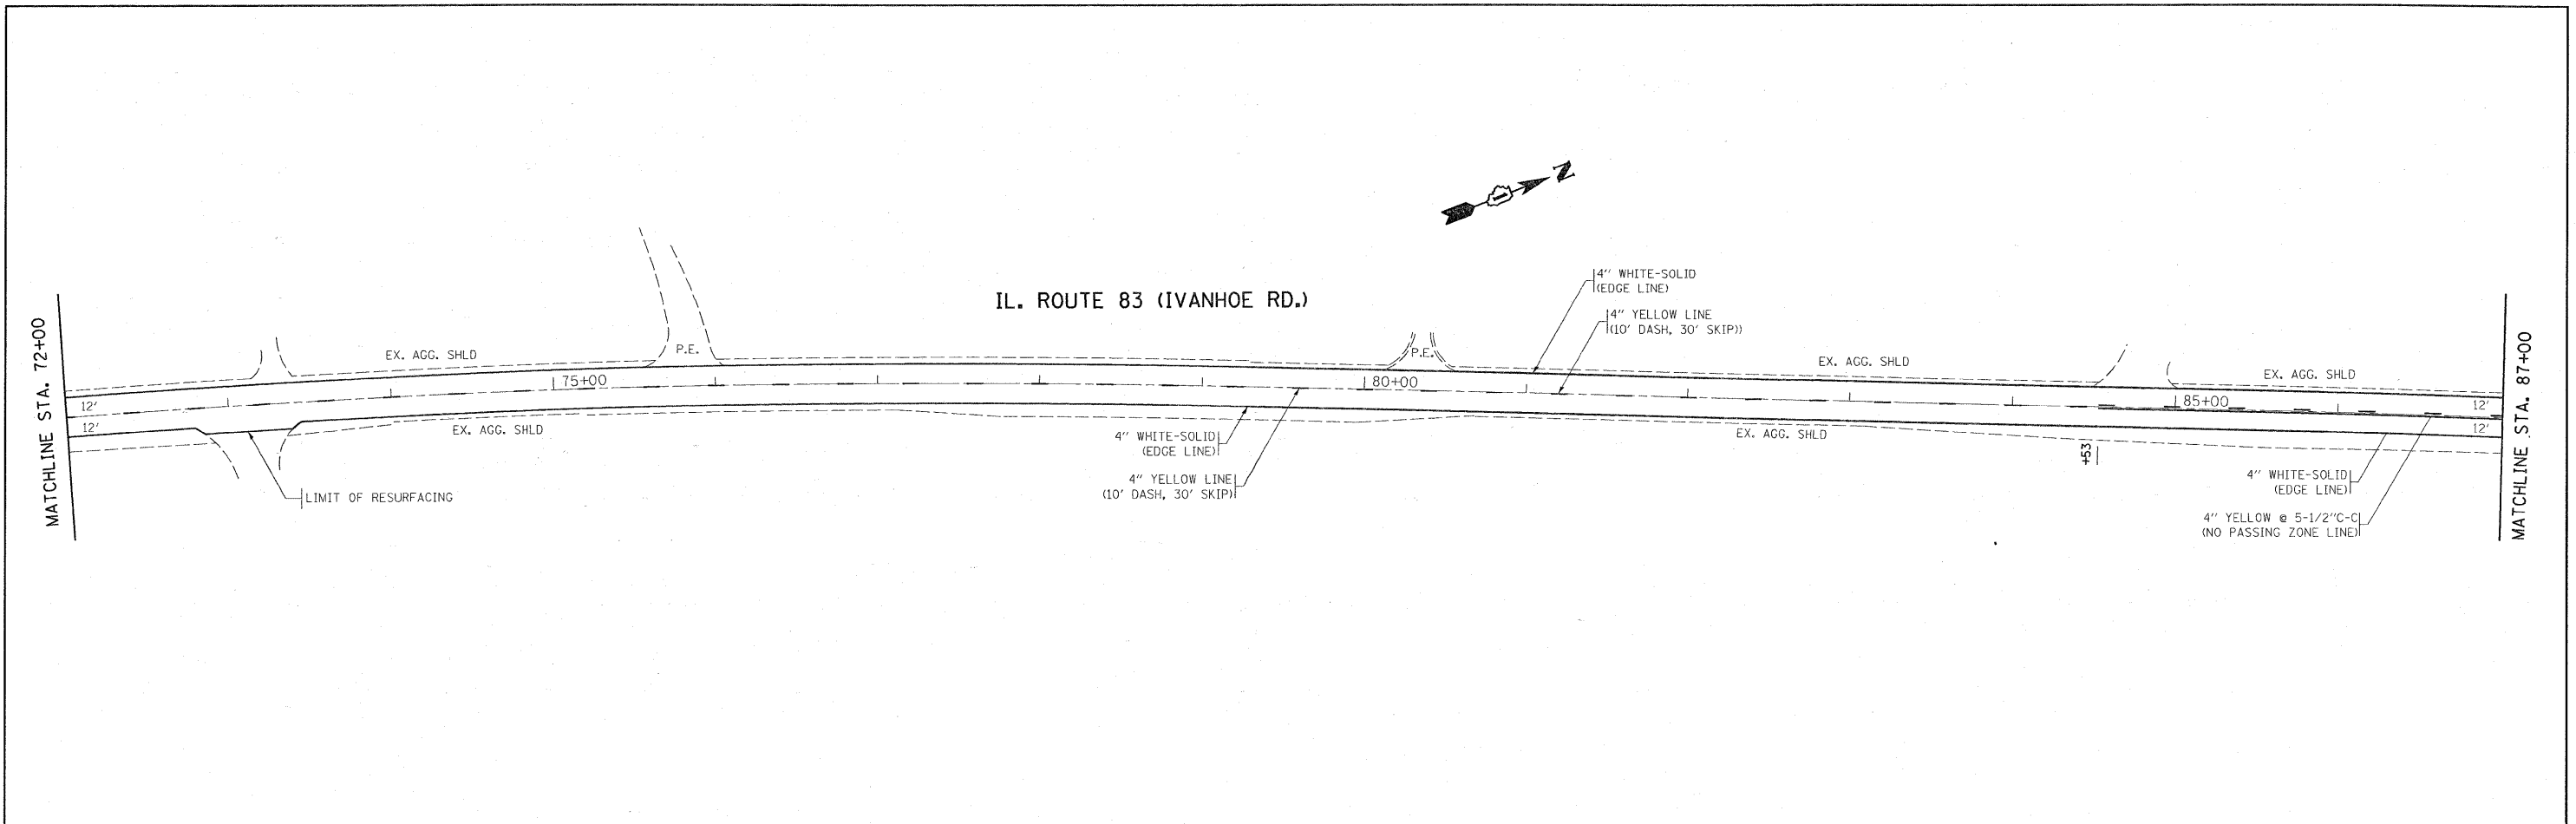 N
4" WHITE-SOLID
(EDGE LINE)
IL. ROUTE 83 (IVANHOE RD.)
4" YELLOW LINE
(10' DASH, 30' SKIP))
MATCHLINE STA. 72+00
MATCHLINE STA. 87+00
EX. AGG. SHLD
P.E.
P.E.
EX. AGG. SHLD
EX. AGG. SHLD
75+00
80+00
85+00
12'
12'
12'
12'
EX. AGG. SHLD
EX. AGG. SHLD
4" WHITE-SOLID
(EDGE LINE)
+53
4" YELLOW LINE
(10' DASH, 30' SKIP)
4" WHITE-SOLID
(EDGE LINE)
LIMIT OF RESURFACING
4" YELLOW @ 5-1/2"C-C
(NO PASSING ZONE LINE)